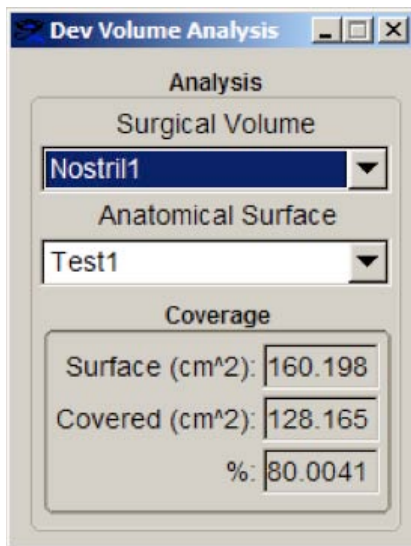 Dev Volume Analysis
Analysis
Surgical Volume
Nostril1
Anatomical Surface
Test1
Coverage
Surface (cm^2): 160.198
Covered (cm^2): 128.165
%: 80.0041